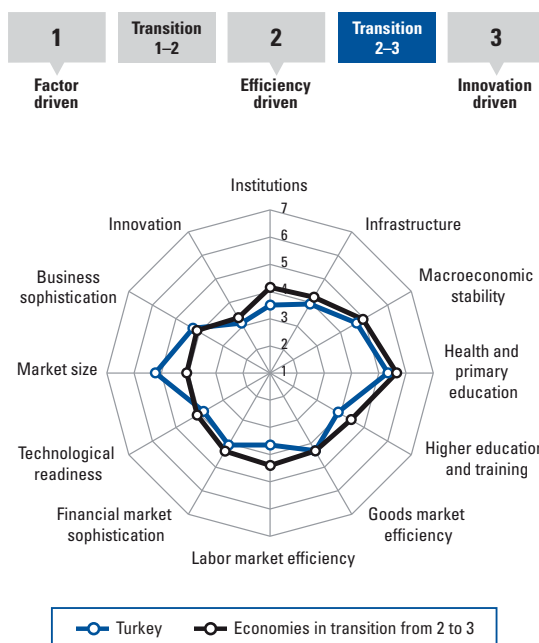 1
Transition
1–2
2
Transition
2–3
3
Factor
driven
Efficiency
driven
Innovation
driven
Institutions
7
Innovation
Infrastructure
6
5
Business
sophistication
Macroeconomic
stability
4
3
2
Market size
1
Health and
primary
education
Technological
readiness
Higher education
and training
Financial market
sophistication
Goods market
efficiency
Labor market efficiency
Turkey
Economies in transition from 2 to 3